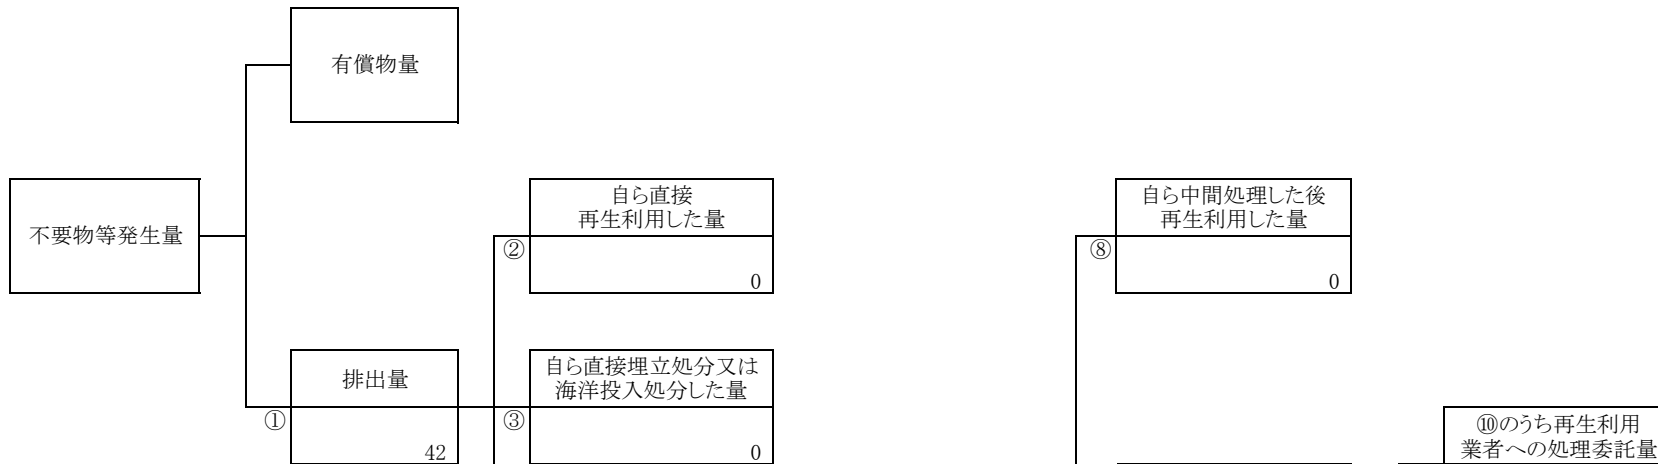 有償物量
不要物等発生量
自ら直接
再生利用した量
②
0
自ら中間処理した後
再生利用した量
⑧
0
排出量
①
42
自ら直接埋立処分又は
海洋投入処分した量
③
0
⑩のうち再生利用
業者への処理委託量